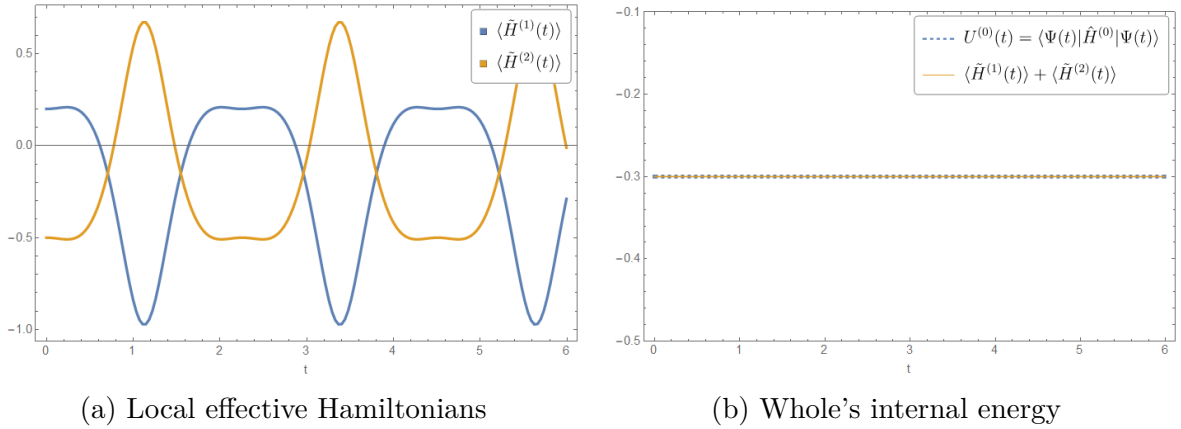 ⟨H̃⁽¹⁾(t)⟩
⟨H̃⁽²⁾(t)⟩
0.5
0.0
−0.5
−1.0
0 1 2 3 4 5 6
t
(a) Local effective Hamiltonians
U⁽⁰⁾(t) = ⟨Ψ(t)|Ĥ⁽⁰⁾|Ψ(t)⟩
⟨H̃⁽¹⁾(t)⟩ + ⟨H̃⁽²⁾(t)⟩
−0.1
−0.2
−0.3
−0.4
−0.5
0 1 2 3 4 5 6
t
(b) Whole's internal energy